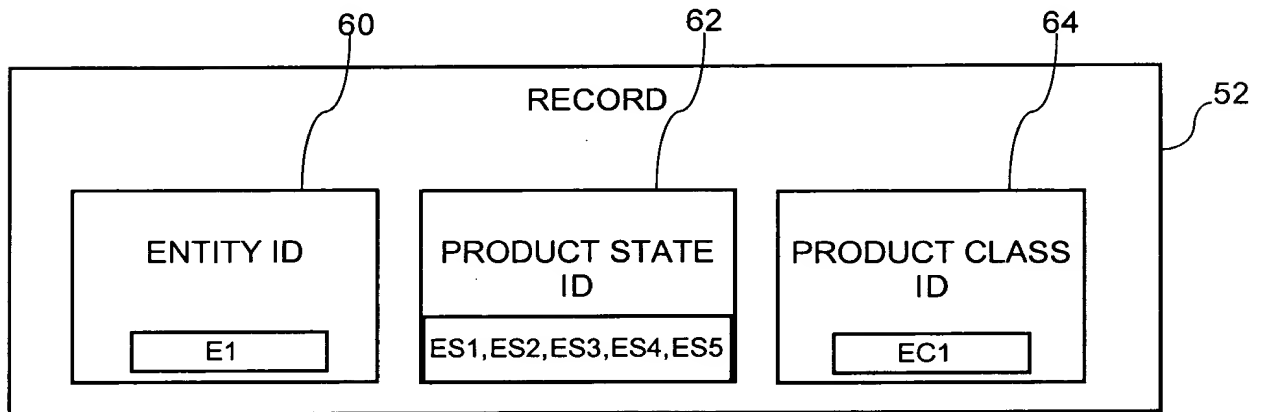 60
62
64
RECORD
52
ENTITY ID
PRODUCT STATE
ID
PRODUCT CLASS
ID
E1
ES1,ES2,ES3,ES4,ES5
EC1